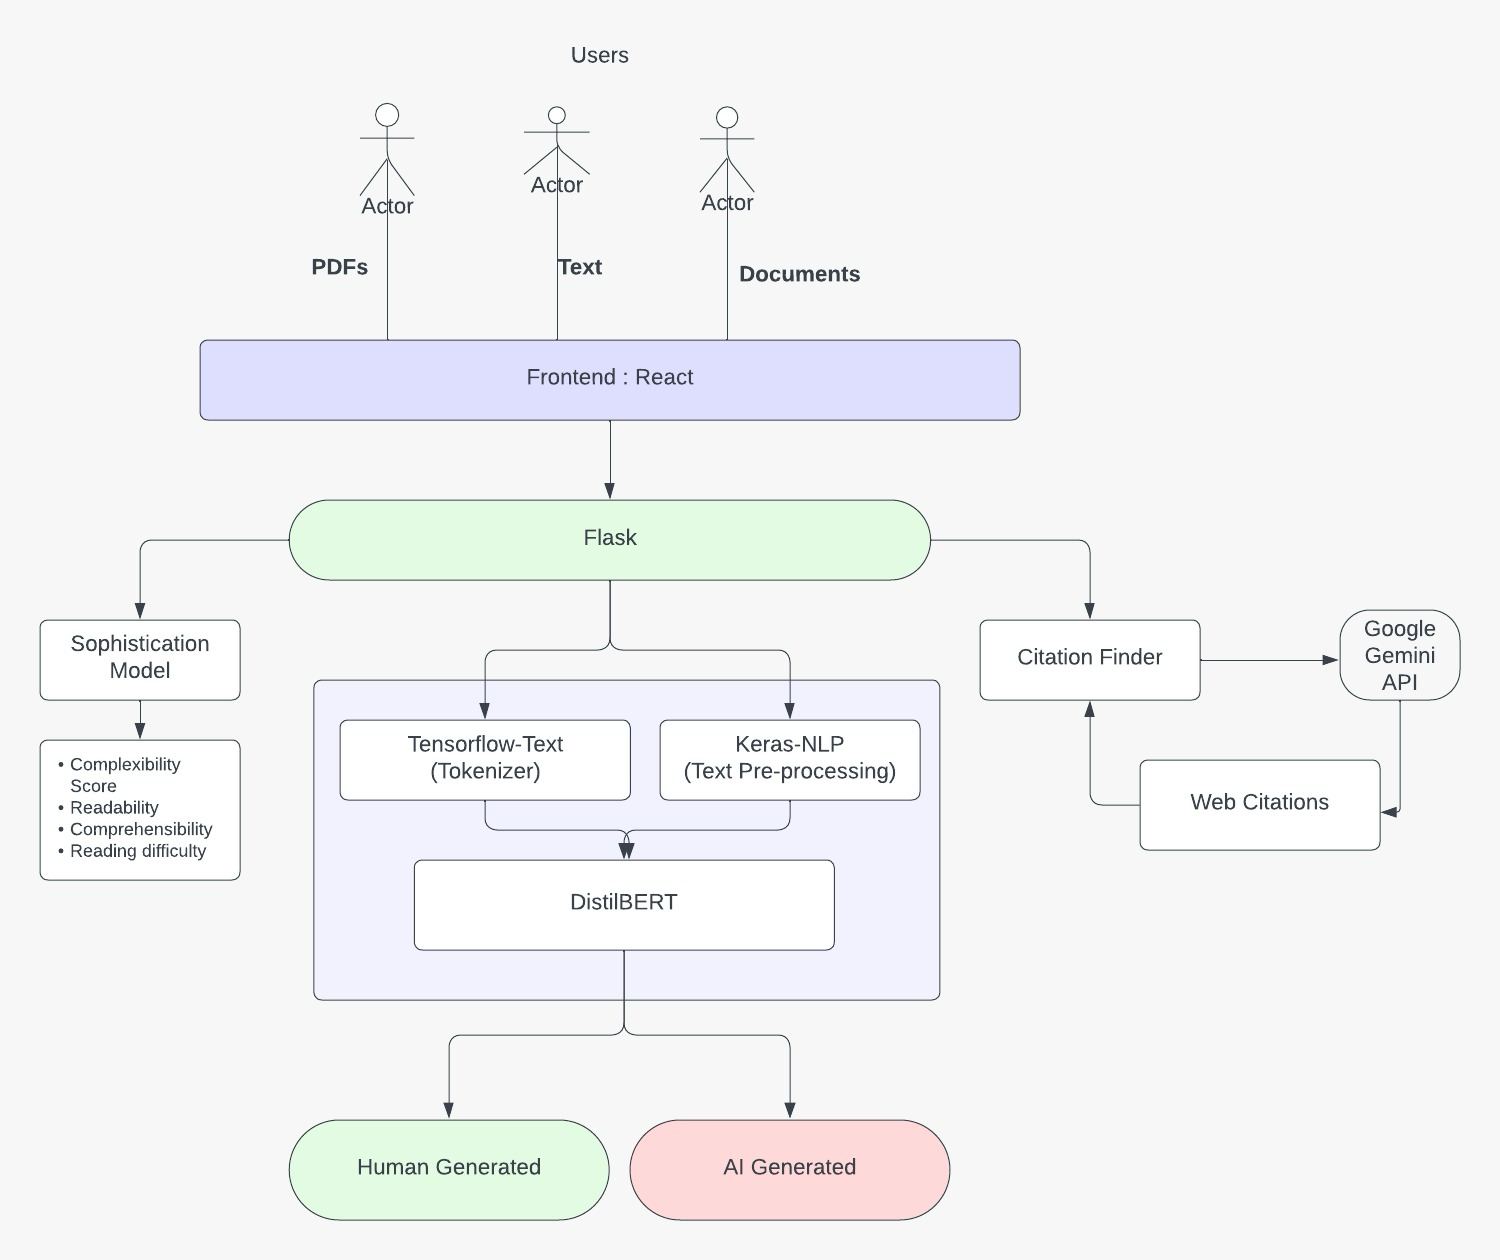 Users
Actor
Actor
Actor
PDFs
Text
Documents
Frontend : React
Flask
Sophistication
Model
Citation Finder
Google
Gemini
API
Tensorflow-Text
(Tokenizer)
Keras-NLP
(Text Pre-processing)
• Complexibility
Score
• Readability
• Comprehensibility
• Reading difficulty
Web Citations
DistilBERT
Human Generated
AI Generated